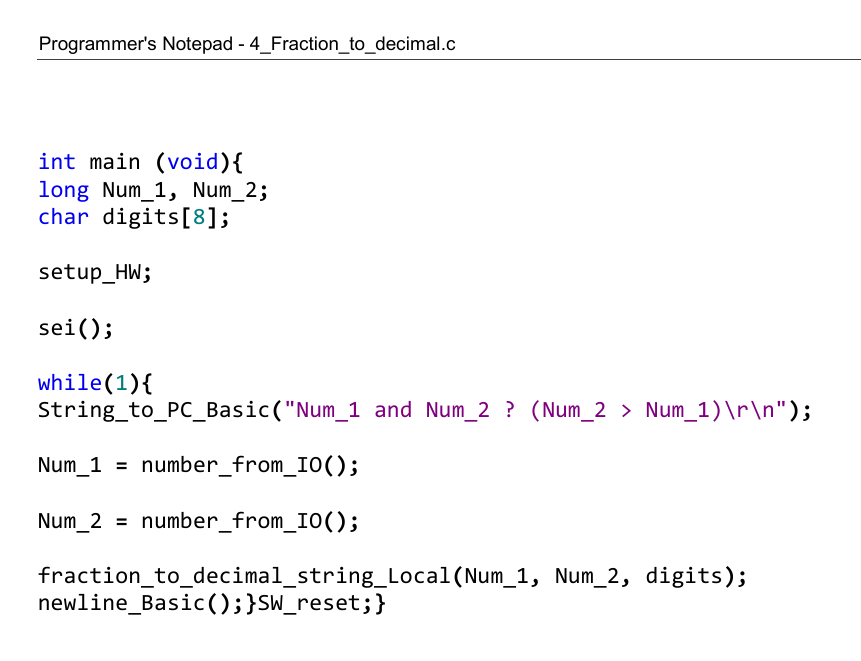 Programmer's Notepad - 4_Fraction_to_decimal.c
int main (void){
long Num_1, Num_2;
char digits[8];
setup_HW;
sei();
while(1){
String_to_PC_Basic("Num_1 and Num_2 ? (Num_2 > Num_1)\r\n");
Num_1 = number_from_IO();
Num_2 = number_from_IO();
fraction_to_decimal_string_Local(Num_1, Num_2, digits);
newline_Basic();}SW_reset;}